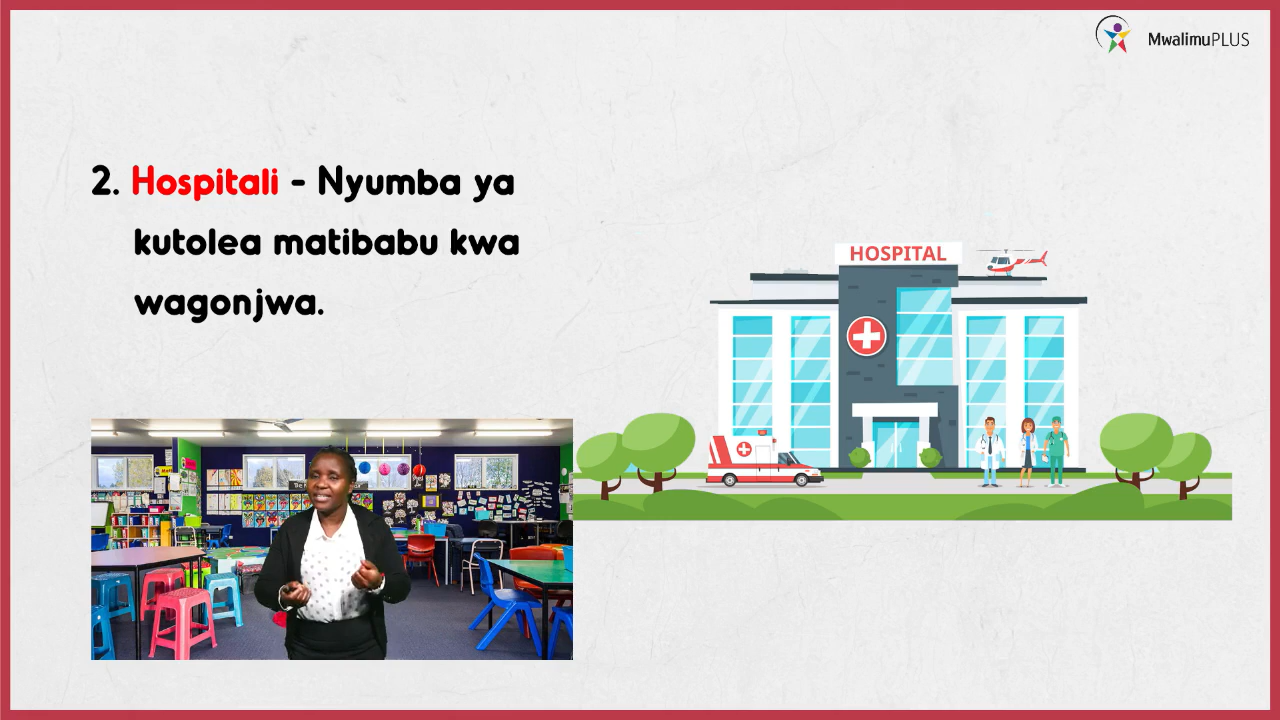 MwalimuPLUS
2. Hospitali - Nyumba ya
kutolea matibabu kwa
wagonjwa.
HOSPITAL